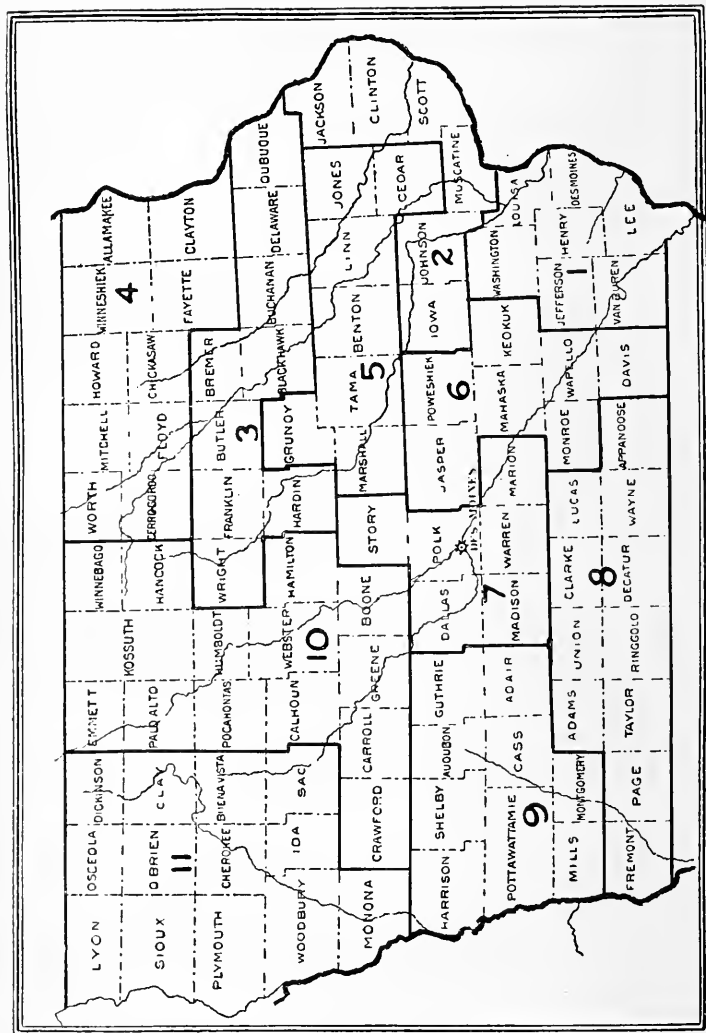 LYON
OSCEOLA
DICKINSON
EMMETT
WINNEBAGO
WORTH
MITCHELL
HOWARD
WINNESHIEK
ALLAMAKEE
4
SIOUX
O'BRIEN
CLAY
PALO ALTO
KOSSUTH
HANCOCK
CERROGORDO
FLOYD
CHICKASAW
FAYETTE
CLAYTON
11
PLYMOUTH
CHEROKEE
BUENA VISTA
POCAHONTAS
HUMBOLDT
WRIGHT
FRANKLIN
BUTLER
BREMER
3
WOODBURY
IDA
SAC
CALHOUN
WEBSTER
HAMILTON
HARDIN
GRUNDY
BLACKHAWK
BUCHANAN
DELAWARE
DUBUQUE
10
MONONA
CRAWFORD
CARROLL
GREENE
BOONE
STORY
MARSHALL
TAMA
BENTON
LINN
JONES
JACKSON
5
CEDAR
CLINTON
HARRISON
SHELBY
AUDUBON
GUTHRIE
DALLAS
POLK
JASPER
POWESHIEK
IOWA
JOHNSON
2
SCOTT
MUSCATINE
DES MOINES
6
POTTAWATTAMIE
CASS
ADAIR
MADISON
WARREN
MARION
MAHASKA
KEOKUK
WASHINGTON
LOUISA
9
7
MILLS
MONTGOMERY
ADAMS
UNION
CLARKE
LUCAS
MONROE
WAPELLO
JEFFERSON
HENRY
DESMOINES
8
1
FREMONT
PAGE
TAYLOR
RINGGOLD
DECATUR
WAYNE
APPANOOSE
DAVIS
VAN BUREN
LEE